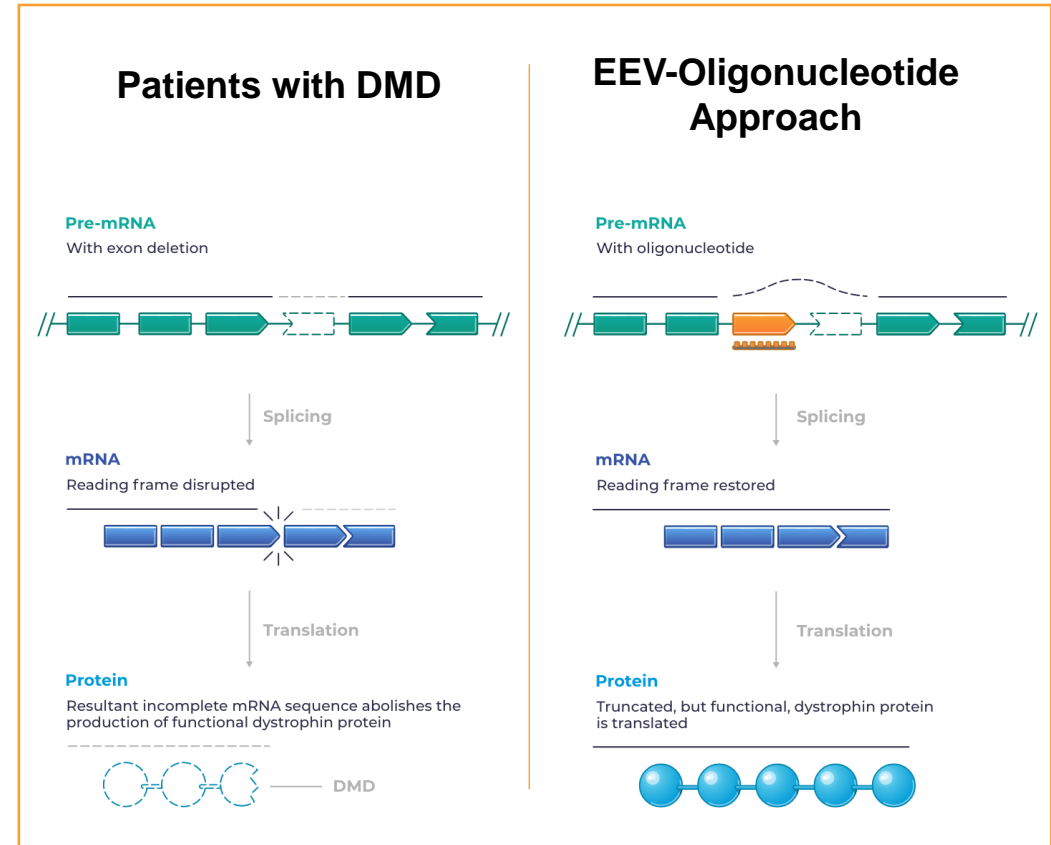 Patients with DMD
Pre-mRNA
With exon deletion
Splicing
mRNA
Reading frame disrupted
Translation
Protein
Resultant incomplete mRNA sequence abolishes the
production of functional dystrophin protein
DMD
EEV-Oligonucleotide
Approach
Pre-mRNA
With oligonucleotide
Splicing
mRNA
Reading frame restored
Translation
Protein
Truncated, but functional, dystrophin protein
is translated